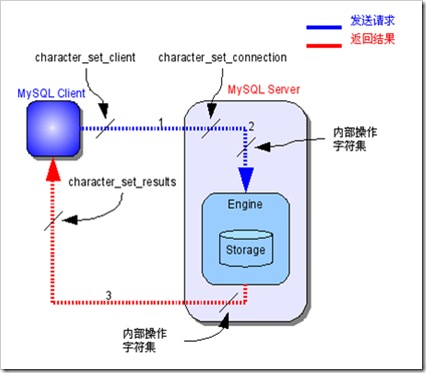 发送请求
返回结果
character_set_client
character_set_connection
MySQL Client
MySQL Server
1
2
内部操作
字符集
character_set_results
Engine
Storage
3
内部操作
字符集